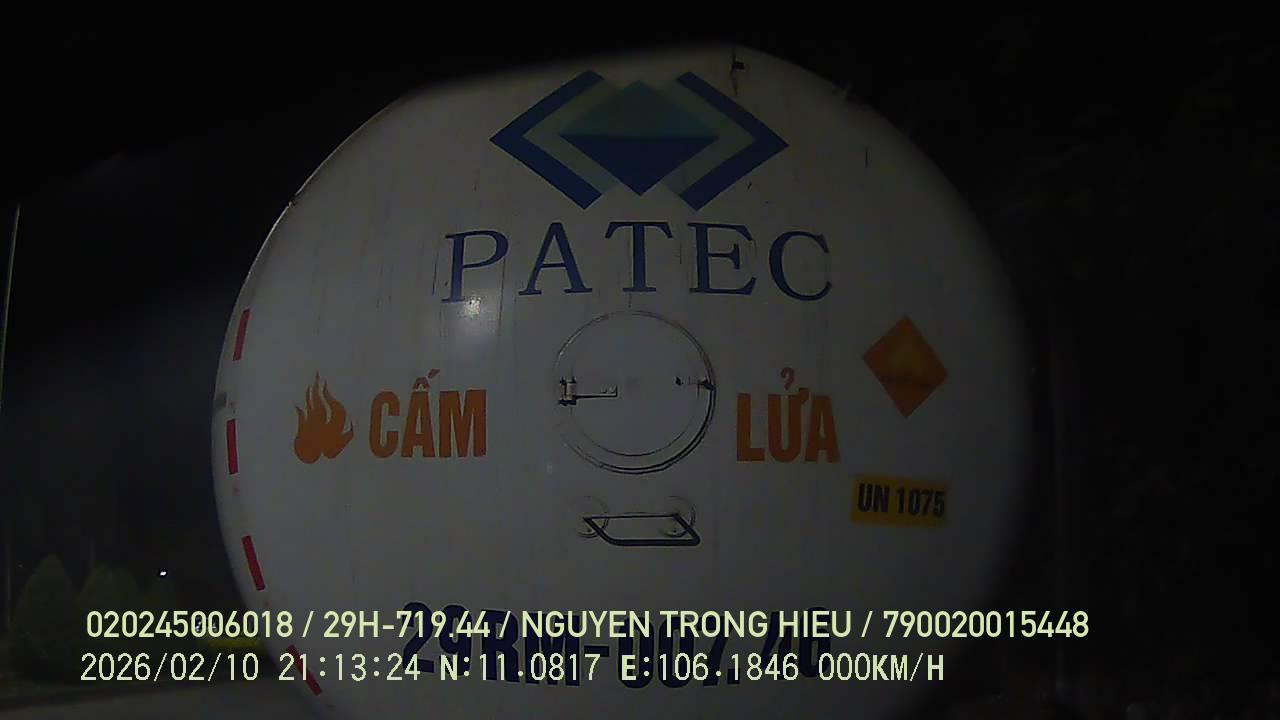 PATEC
CẤM LỬA
UN 1075
020245006018 / 29H-719.44 / NGUYEN TRONG HIEU / 790020015448
2026/02/10 21:13:24 N:11.0817 E:106.1846 000KM/H